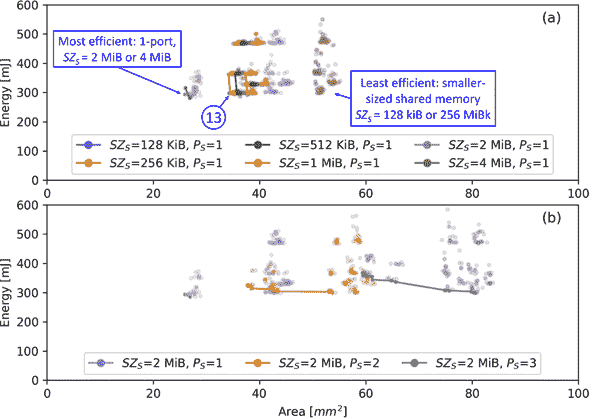 600
500
400
300
200
100
0
Energy [mJ]
(a)
Most efficient: 1-port,
SZS = 2 MiB or 4 MiB
13
Least efficient: smaller-
sized shared memory
SZS = 128 kiB or 256 MiBk
SZS=128 KiB, PS=1
SZS=512 KiB, PS=1
SZS=2 MiB, PS=1
SZS=256 KiB, PS=1
SZS=1 MiB, PS=1
SZS=4 MiB, PS=1
0 20 40 60 80 100
600
500
400
300
200
100
0
Energy [mJ]
(b)
SZS=2 MiB, PS=1
SZS=2 MiB, PS=2
SZS=2 MiB, PS=3
0 20 40 60 80 100
Area [mm²]